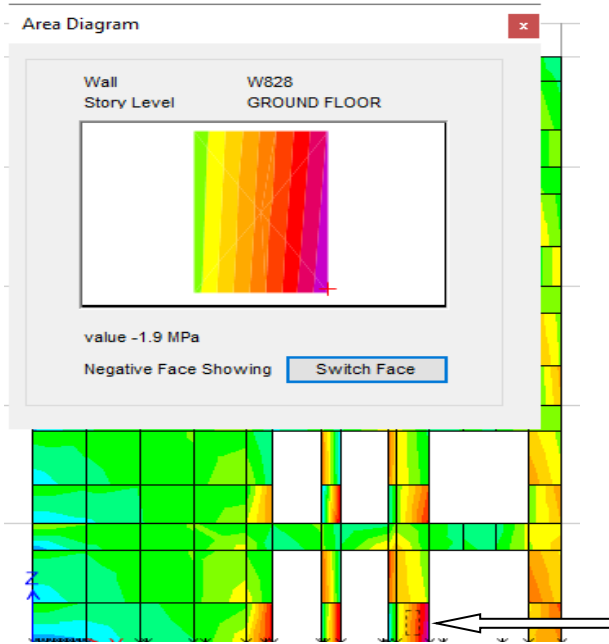 Area Diagram
x
Wall W828
Story Level GROUND FLOOR
value -1.9 MPa
Negative Face Showing Switch Face
Z